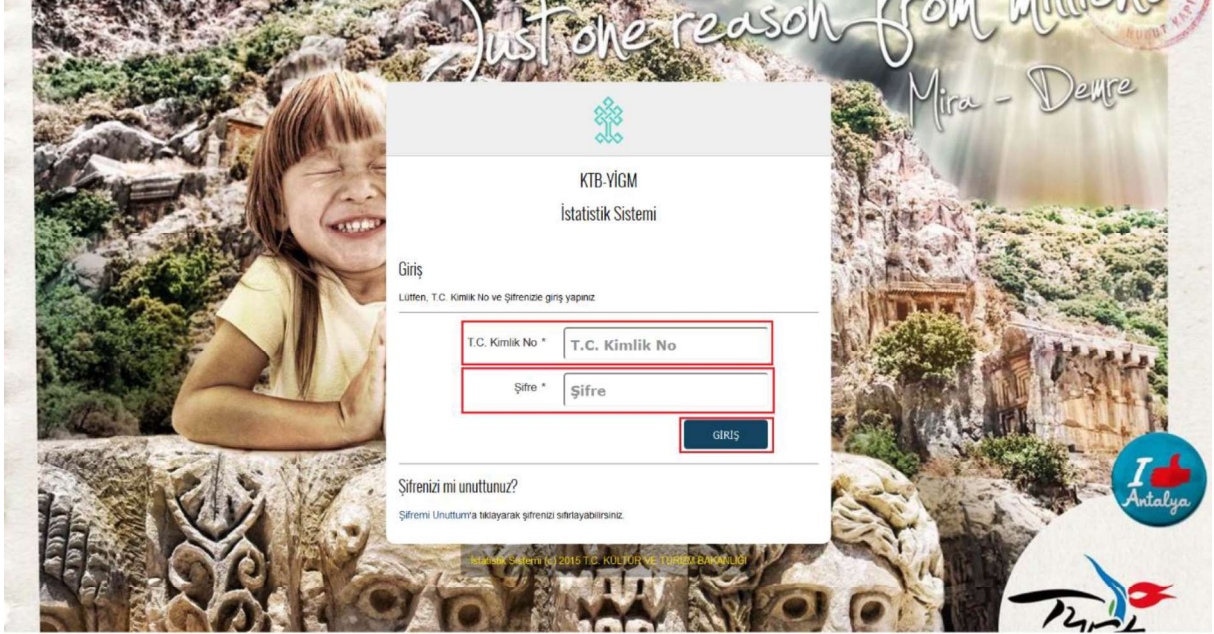 Just one reason from
Mira - Demre
KTB-YİGM
İstatistik Sistemi
Giriş
Lütfen, T.C. Kimlik No ve Şifrenizle giriş yapınız
T.C. Kimlik No * T.C. Kimlik No
Şifre * Şifre
GİRİŞ
Şifrenizi mi unuttunuz?
Şifremi Unuttum'a tıklayarak şifrenizi sıfırlayabilirsiniz.
İstatistik Sistemi (c) 2015 T.C. KÜLTÜR VE TURİZM BAKANLIĞI
I
Antalya